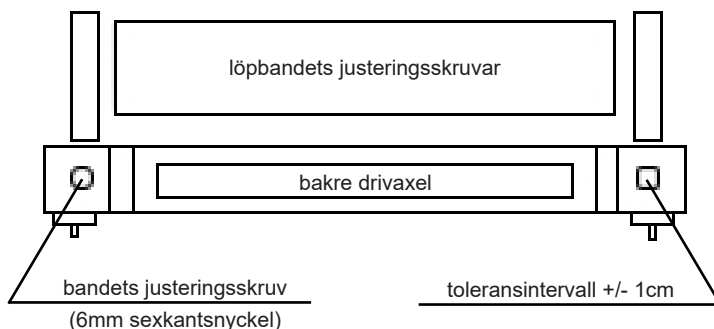 löpbandets justeringsskruvar
bakre drivaxel
bandets justeringsskruv
(6mm sexkantsnyckel)
toleransintervall +/- 1cm